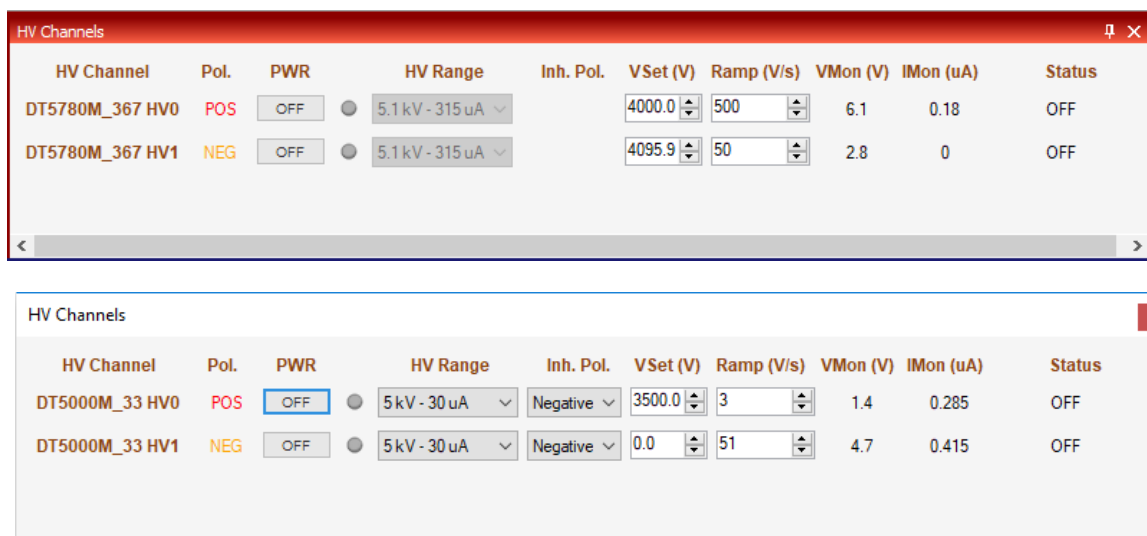 HV Channels
HV Channel Pol. PWR HV Range Inh. Pol. VSet (V) Ramp (V/s) VMon (V) IMon (uA) Status
DT5780M_367 HV0 POS OFF 5.1 kV - 315 uA 4000.0 500 6.1 0.18 OFF
DT5780M_367 HV1 NEG OFF 5.1 kV - 315 uA 4095.9 50 2.8 0 OFF
HV Channels
HV Channel Pol. PWR HV Range Inh. Pol. VSet (V) Ramp (V/s) VMon (V) IMon (uA) Status
DT5000M_33 HV0 POS OFF 5 kV - 30 uA Negative 3500.0 3 1.4 0.285 OFF
DT5000M_33 HV1 NEG OFF 5 kV - 30 uA Negative 0.0 51 4.7 0.415 OFF